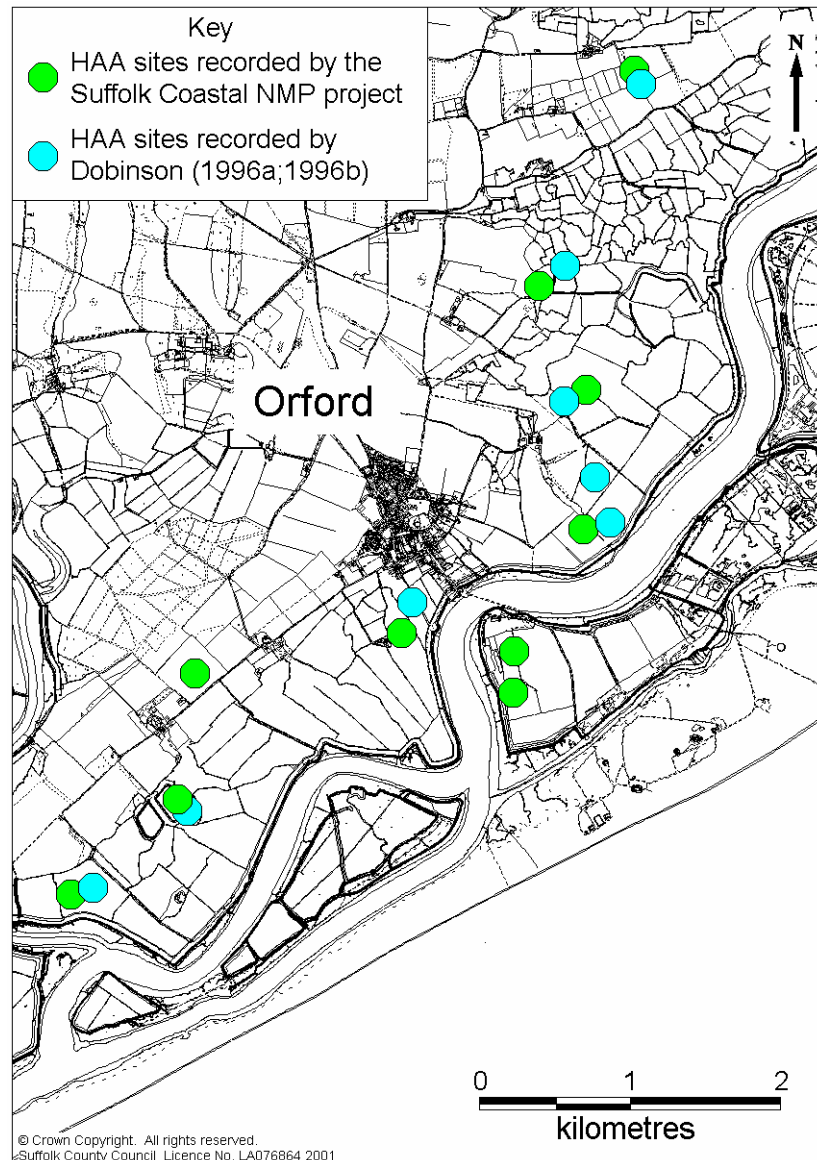 Key
HAA sites recorded by the
Suffolk Coastal NMP project
HAA sites recorded by
Dobinson (1996a;1996b)
N
Orford
0 1 2
kilometres
© Crown Copyright. All rights reserved.
Suffolk County Council Licence No. LA076864 2001